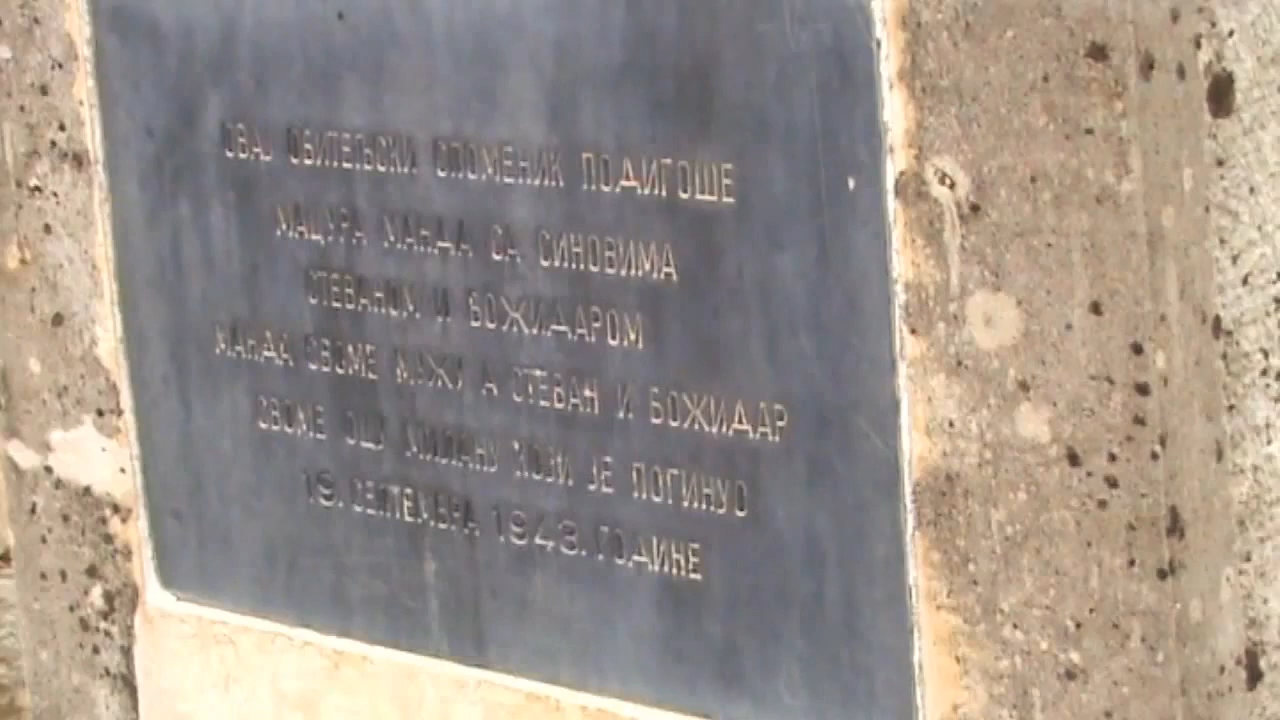 ОВАЈ ОБИТЕЉСКИ СПОМЕНИК ПОДИГОШЕ
МАЦУРА МАНДА СА СИНОВИМА
СТЕВАНОМ И БОЖИДАРОМ
МАНДА СВОМЕ МУЖУ А СТЕВАН И БОЖИДАР
СВОМЕ ОЦУ МИЛАНУ КОЈИ ЈЕ ПОГИНУО
19. СЕПТЕМБРА 1943. ГОДИНЕ